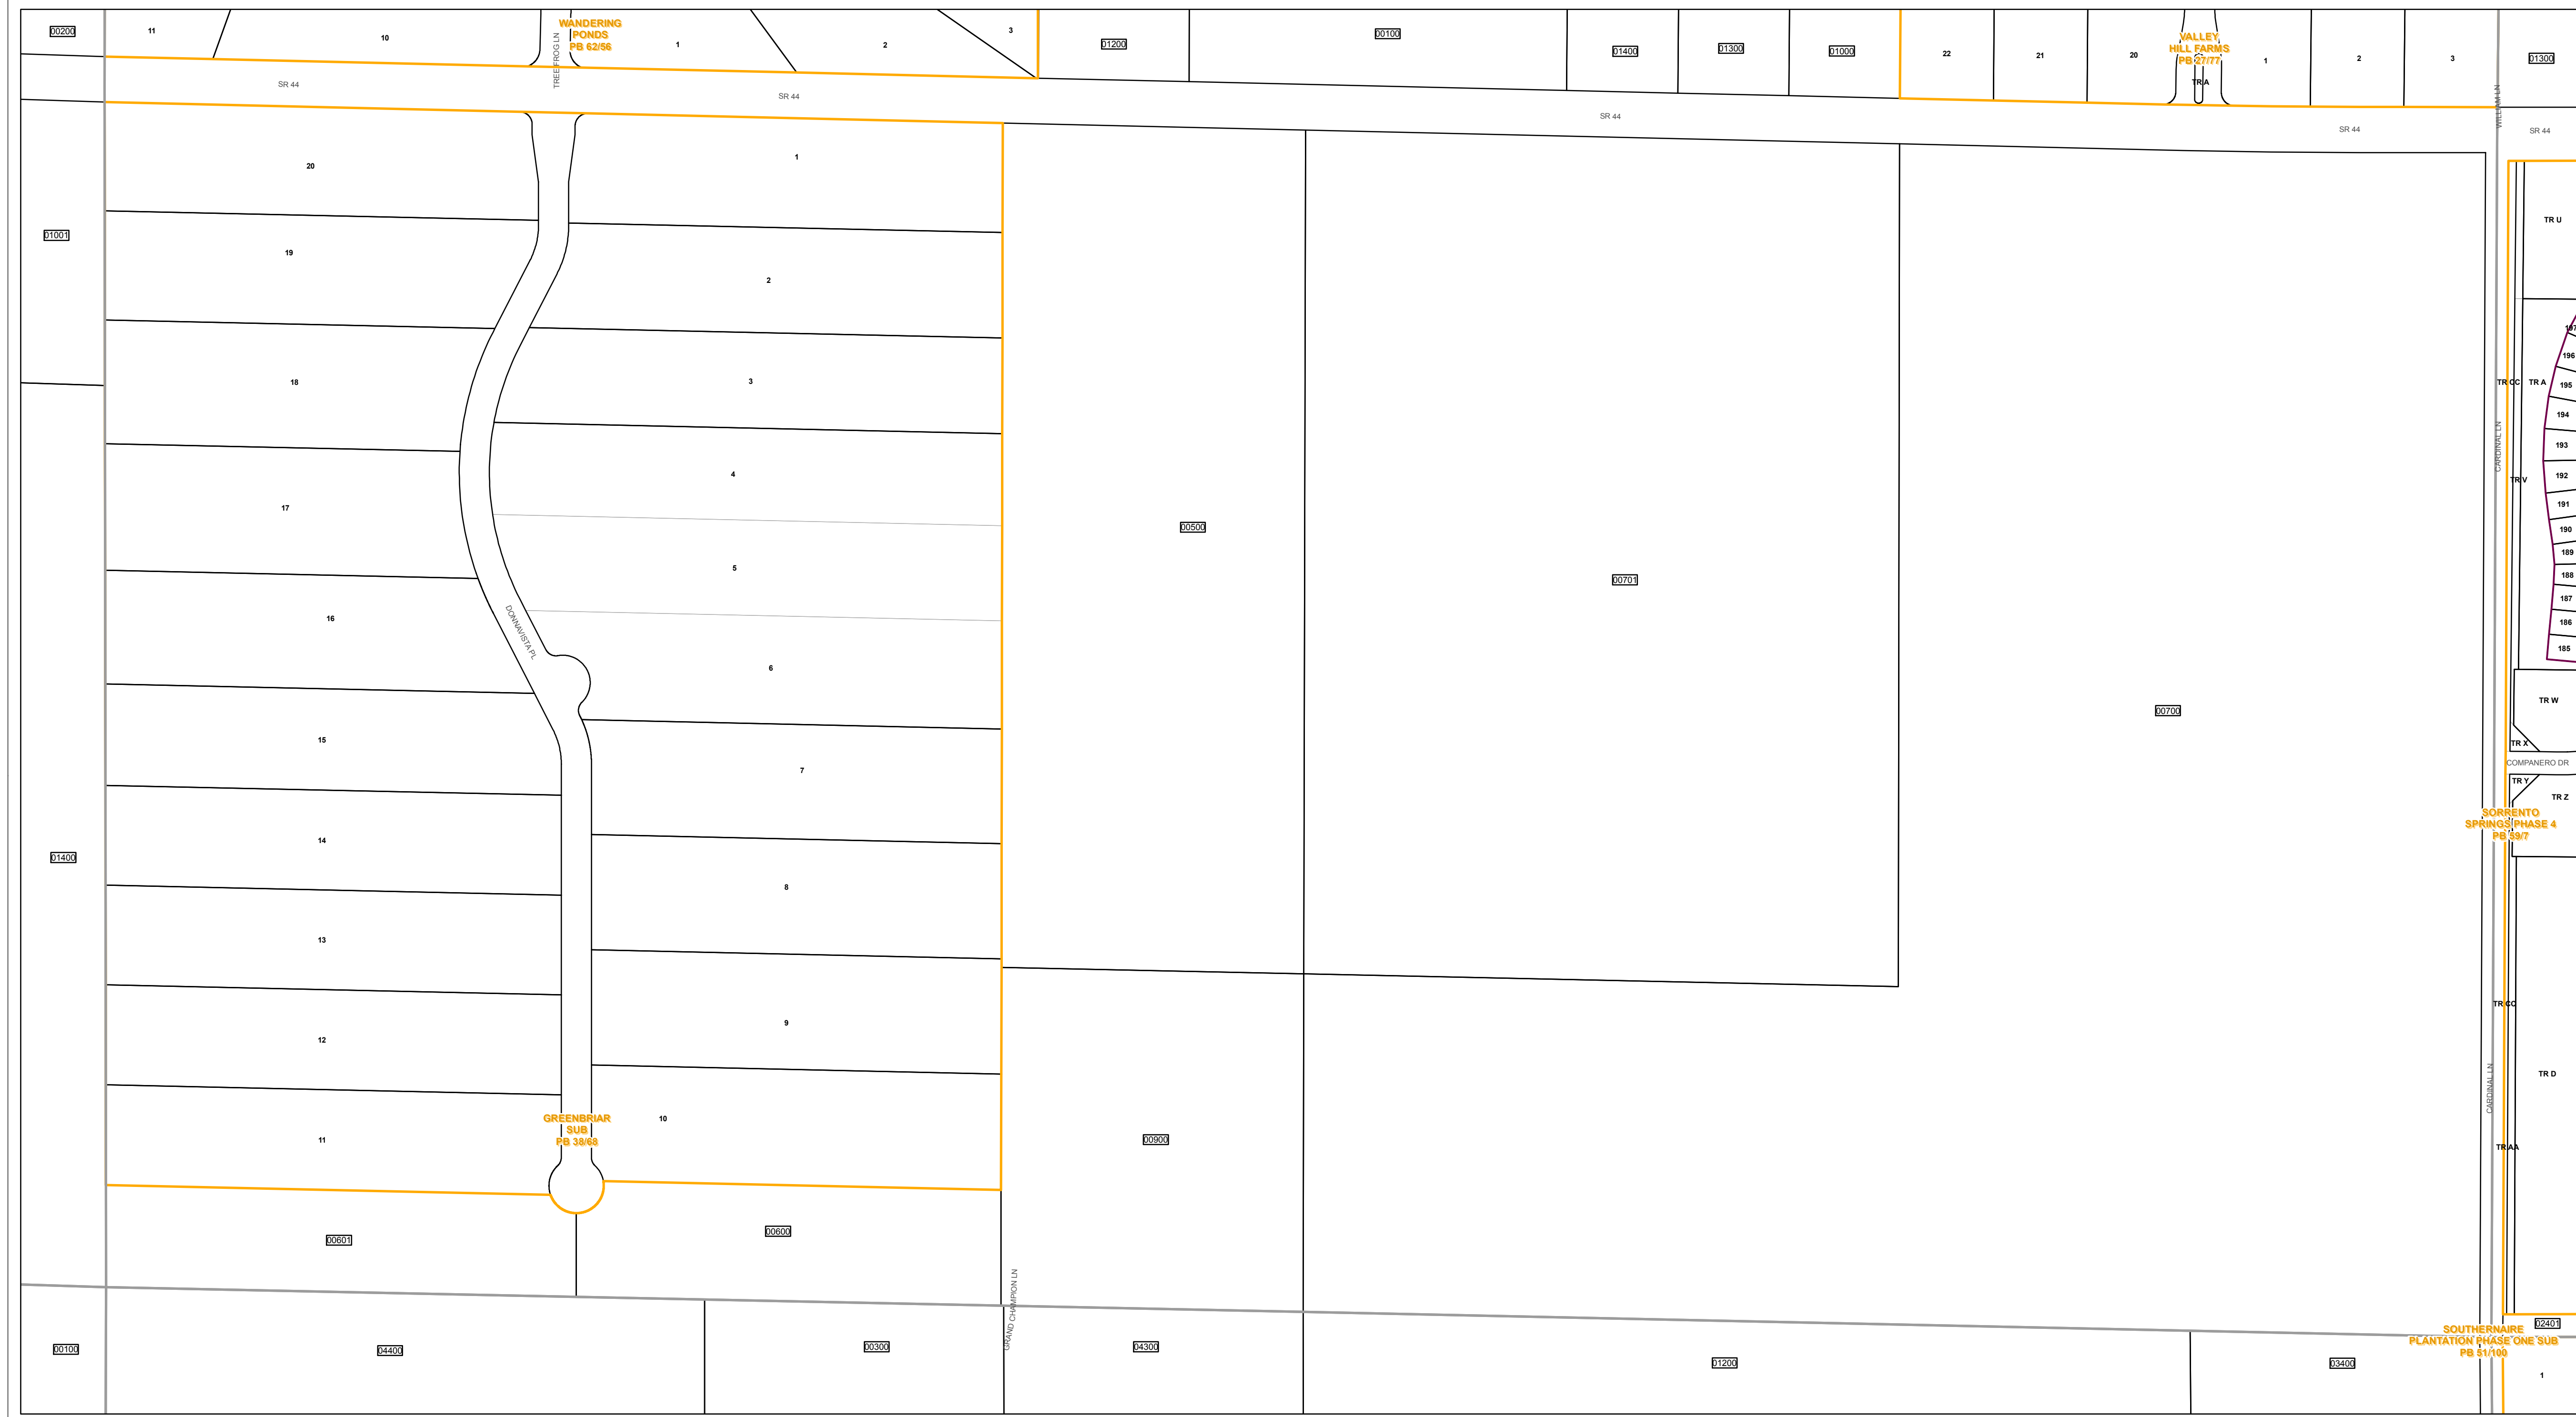 00200
11
10
TREE FROG LN
WANDERING
PONDS
PB 62/56
1
2
3
01200
00100
01400
01300
01000
22
21
20
VALLEY
HILL FARMS
PB 27/77
TR A
1
2
3
WILLIAM LN
01300
SR 44
SR 44
SR 44
SR 44
SR 44
01001
20
1
19
2
18
3
17
4
5
16
DONNAVISTA PL
6
15
7
14
8
13
9
12
10
11
GREENBRIAR
SUB
PB 38/68
01400
00500
00701
00700
00900
00601
00600
GRAND CHAMPION LN
00100
04400
00300
04300
01200
03400
CARDINAL LN
CARDINAL LN
TR U
197
196
TR CC
TR A
195
194
193
192
TR V
191
190
189
188
187
186
185
TR W
TR X
COMPANERO DR
TR Y
TR Z
SORRENTO
SPRINGS PHASE 4
PB 59/7
TR CC
TR D
TR AA
02401
SOUTHERNAIRE
PLANTATION PHASE ONE SUB
PB 51/100
1